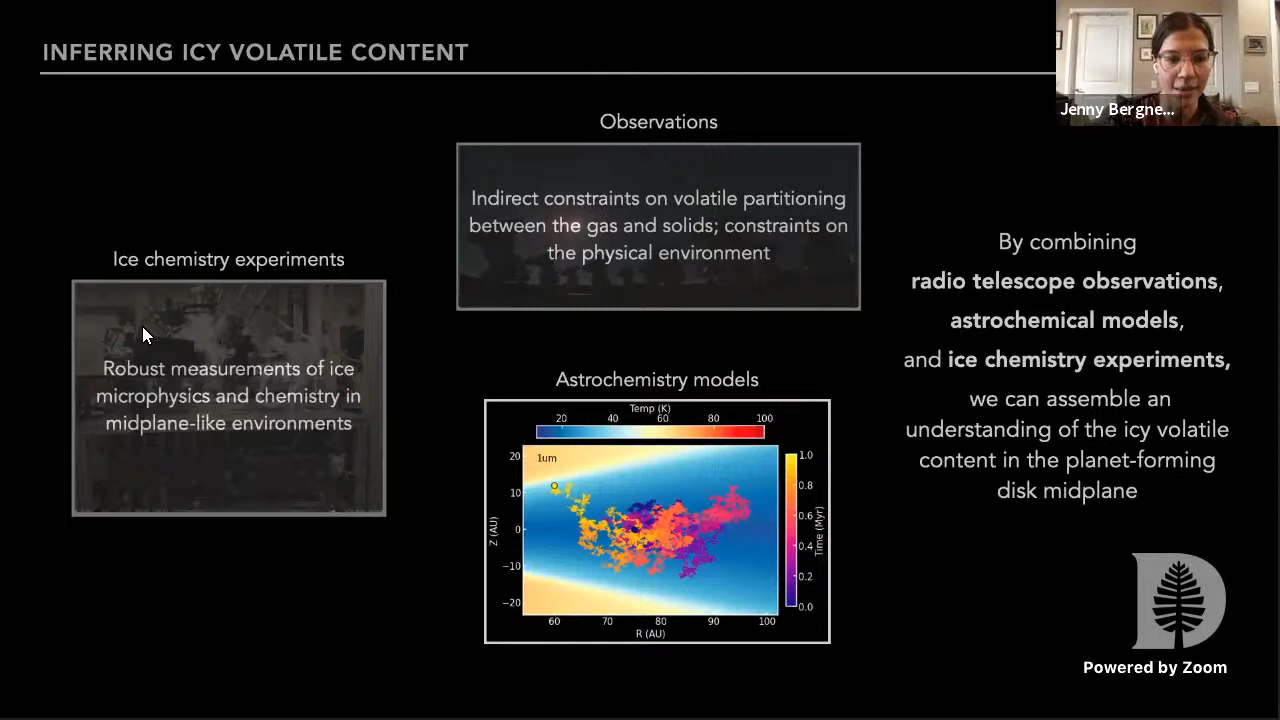 INFERRING ICY VOLATILE CONTENT
Jenny Bergne...
Observations
Indirect constraints on volatile partitioning
between the gas and solids; constraints on
the physical environment
Ice chemistry experiments
Robust measurements of ice
microphysics and chemistry in
midplane-like environments
Astrochemistry models
Temp (K)
20 40 60 80 100
1um
20
10
0
−10
−20
Z (AU)
60 70 80 90 100
R (AU)
1.0
0.8
0.6
0.4
0.2
0.0
Time (Myr)
By combining
radio telescope observations,
astrochemical models,
and ice chemistry experiments,
we can assemble an
understanding of the icy volatile
content in the planet-forming
disk midplane
D
Powered by Zoom